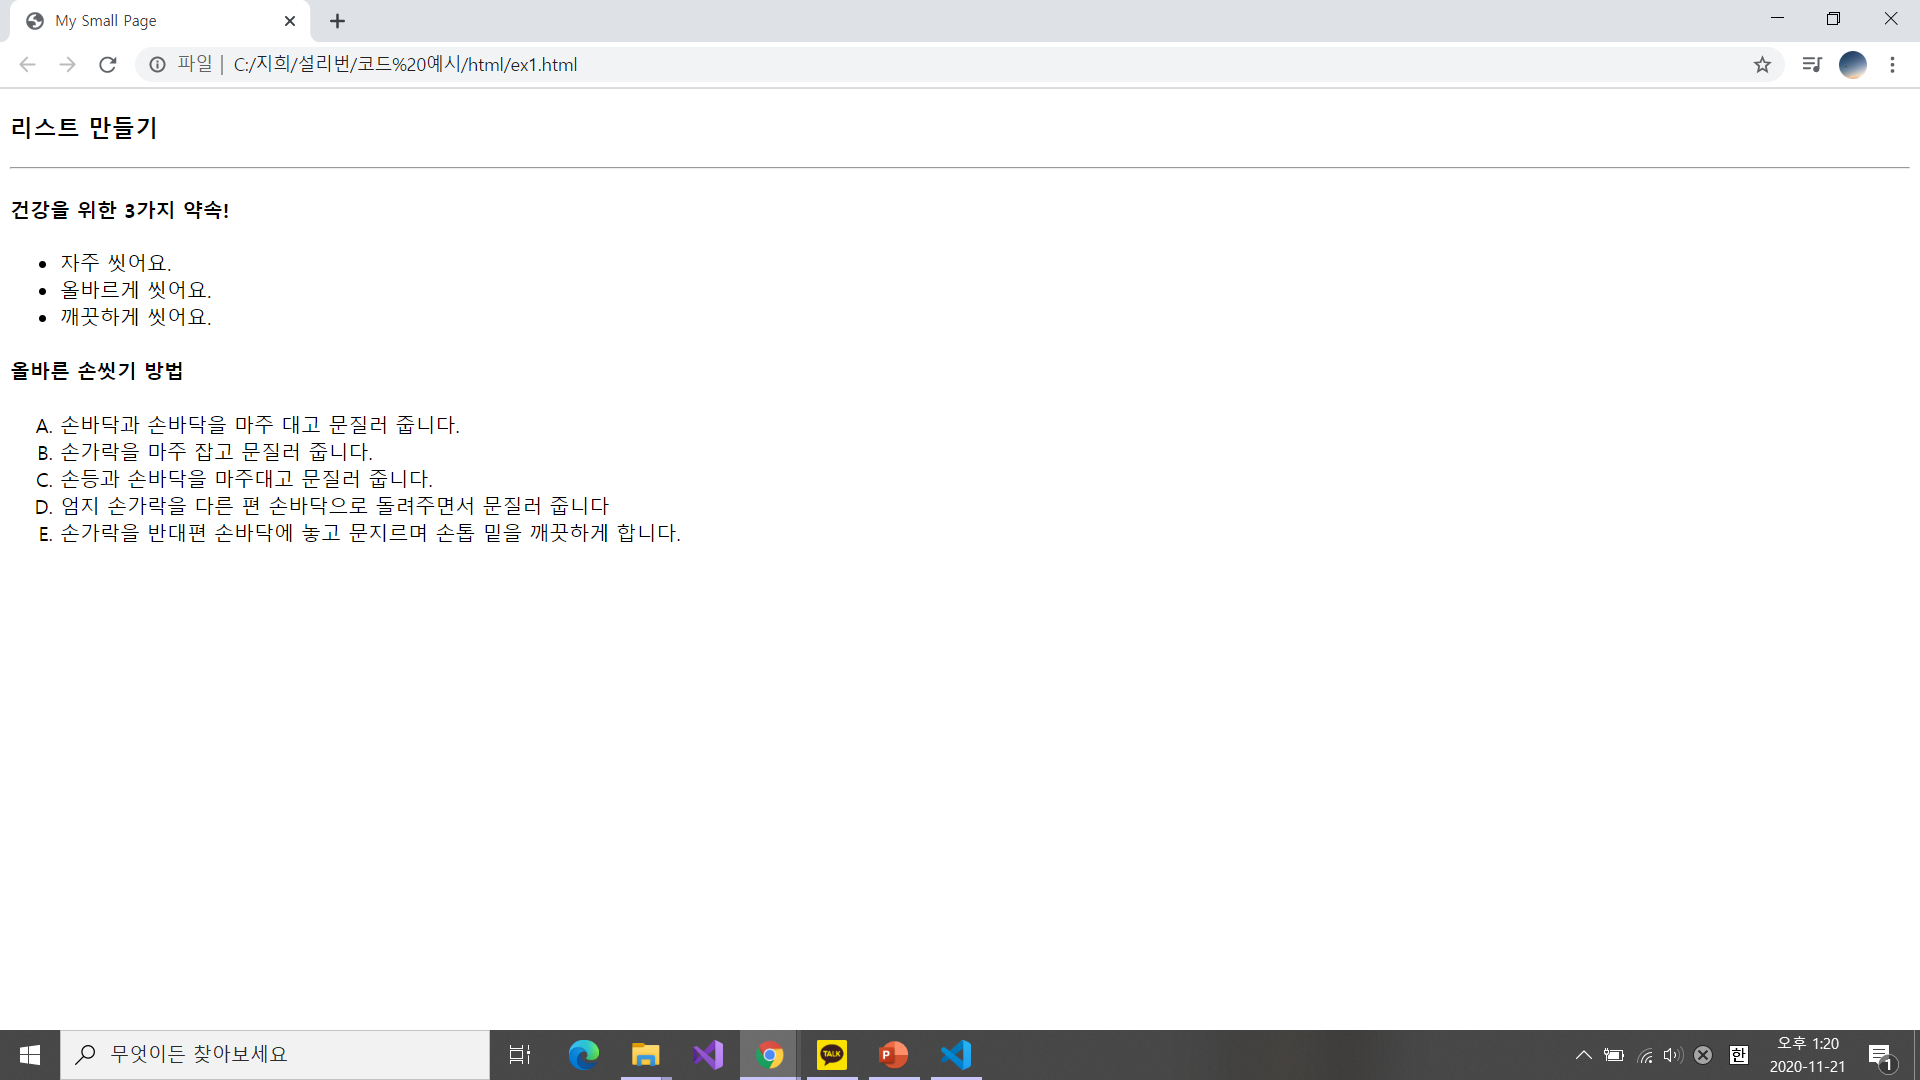 My Small Page
파일 | C:/지희/설리번/코드%20예시/html/ex1.html
리스트 만들기
건강을 위한 3가지 약속!
• 자주 씻어요.
• 올바르게 씻어요.
• 깨끗하게 씻어요.
올바른 손씻기 방법
A. 손바닥과 손바닥을 마주 대고 문질러 줍니다.
B. 손가락을 마주 잡고 문질러 줍니다.
C. 손등과 손바닥을 마주대고 문질러 줍니다.
D. 엄지 손가락을 다른 편 손바닥으로 돌려주면서 문질러 줍니다
E. 손가락을 반대편 손바닥에 놓고 문지르며 손톱 밑을 깨끗하게 합니다.
무엇이든 찾아보세요
TALK
P
한
오후 1:20
2020-11-21
1